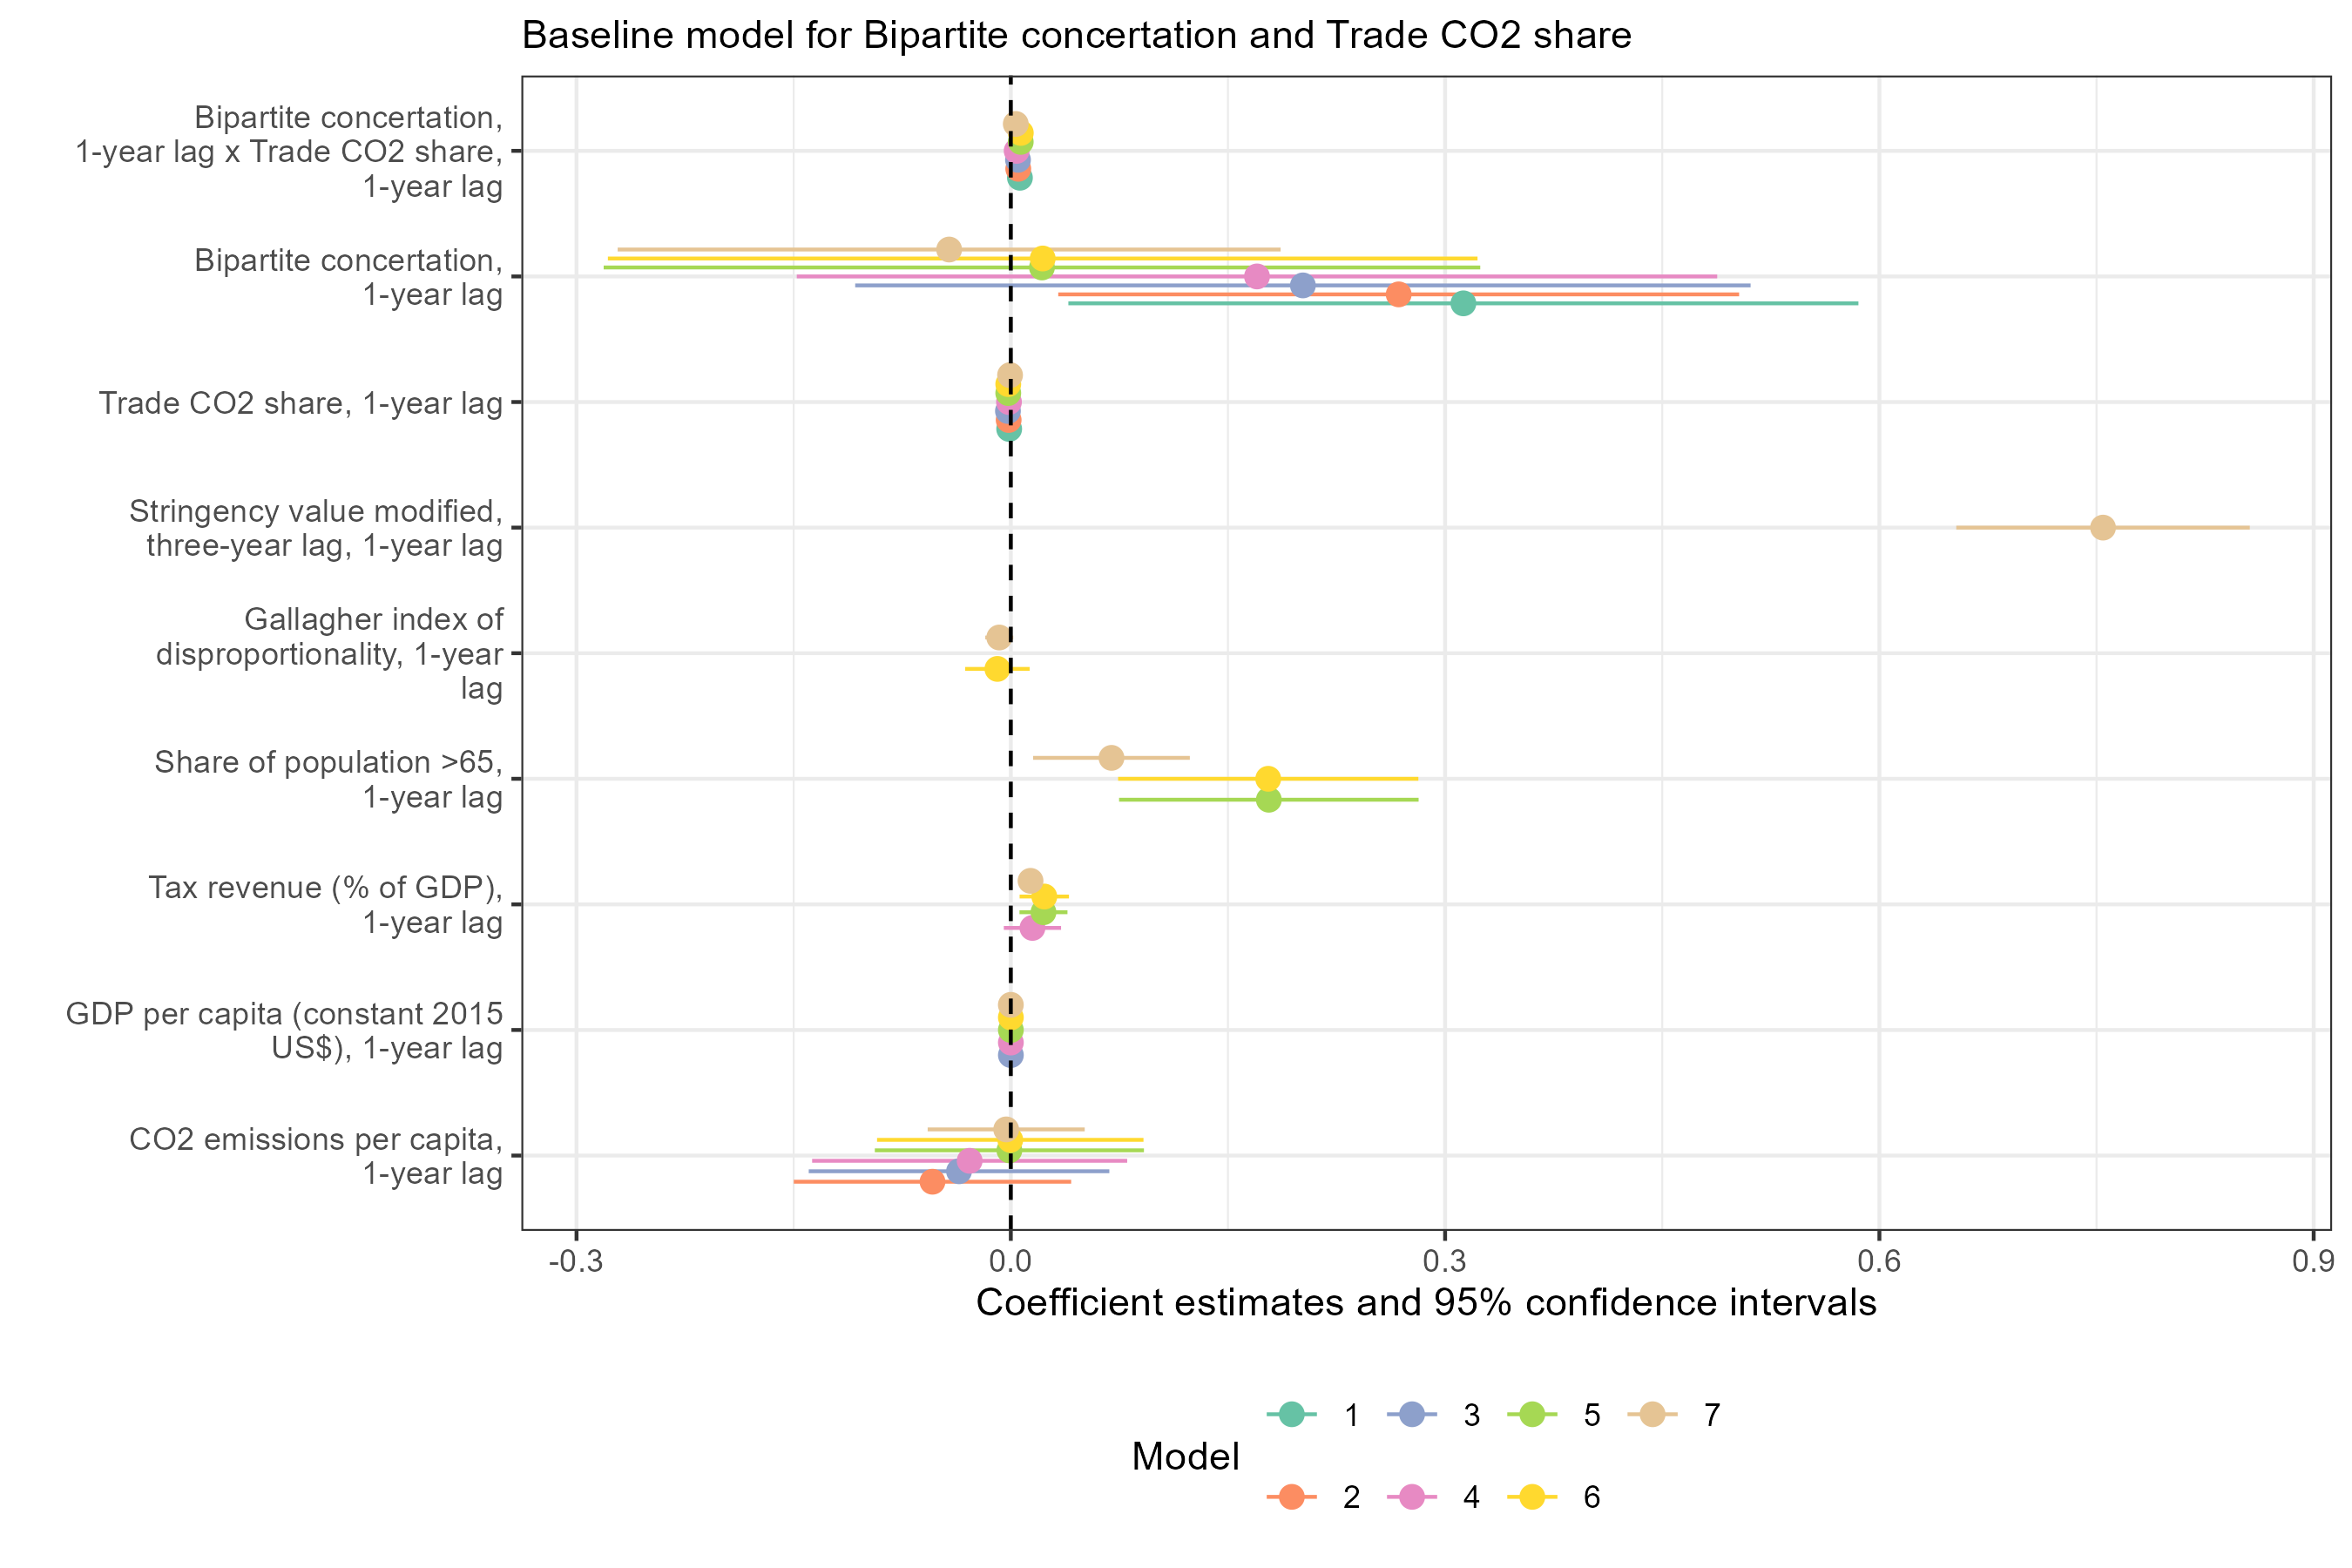 Baseline model for Bipartite concertation and Trade CO2 share
Bipartite concertation,
1-year lag x Trade CO2 share,
1-year lag
Bipartite concertation,
1-year lag
Trade CO2 share, 1-year lag
Stringency value modified,
three-year lag, 1-year lag
Gallagher index of
disproportionality, 1-year
lag
Share of population >65,
1-year lag
Tax revenue (% of GDP),
1-year lag
GDP per capita (constant 2015
US$), 1-year lag
CO2 emissions per capita,
1-year lag
-0.3 0.0 0.3 0.6 0.9
Coefficient estimates and 95% confidence intervals
Model
1 3 5 7
2 4 6